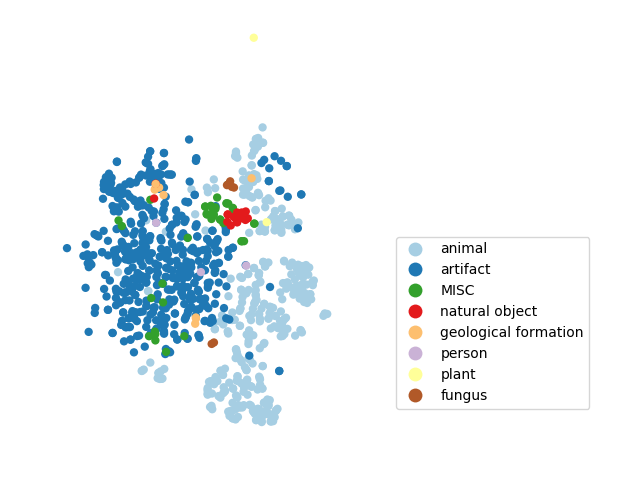 animal
artifact
MISC
natural object
geological formation
person
plant
fungus